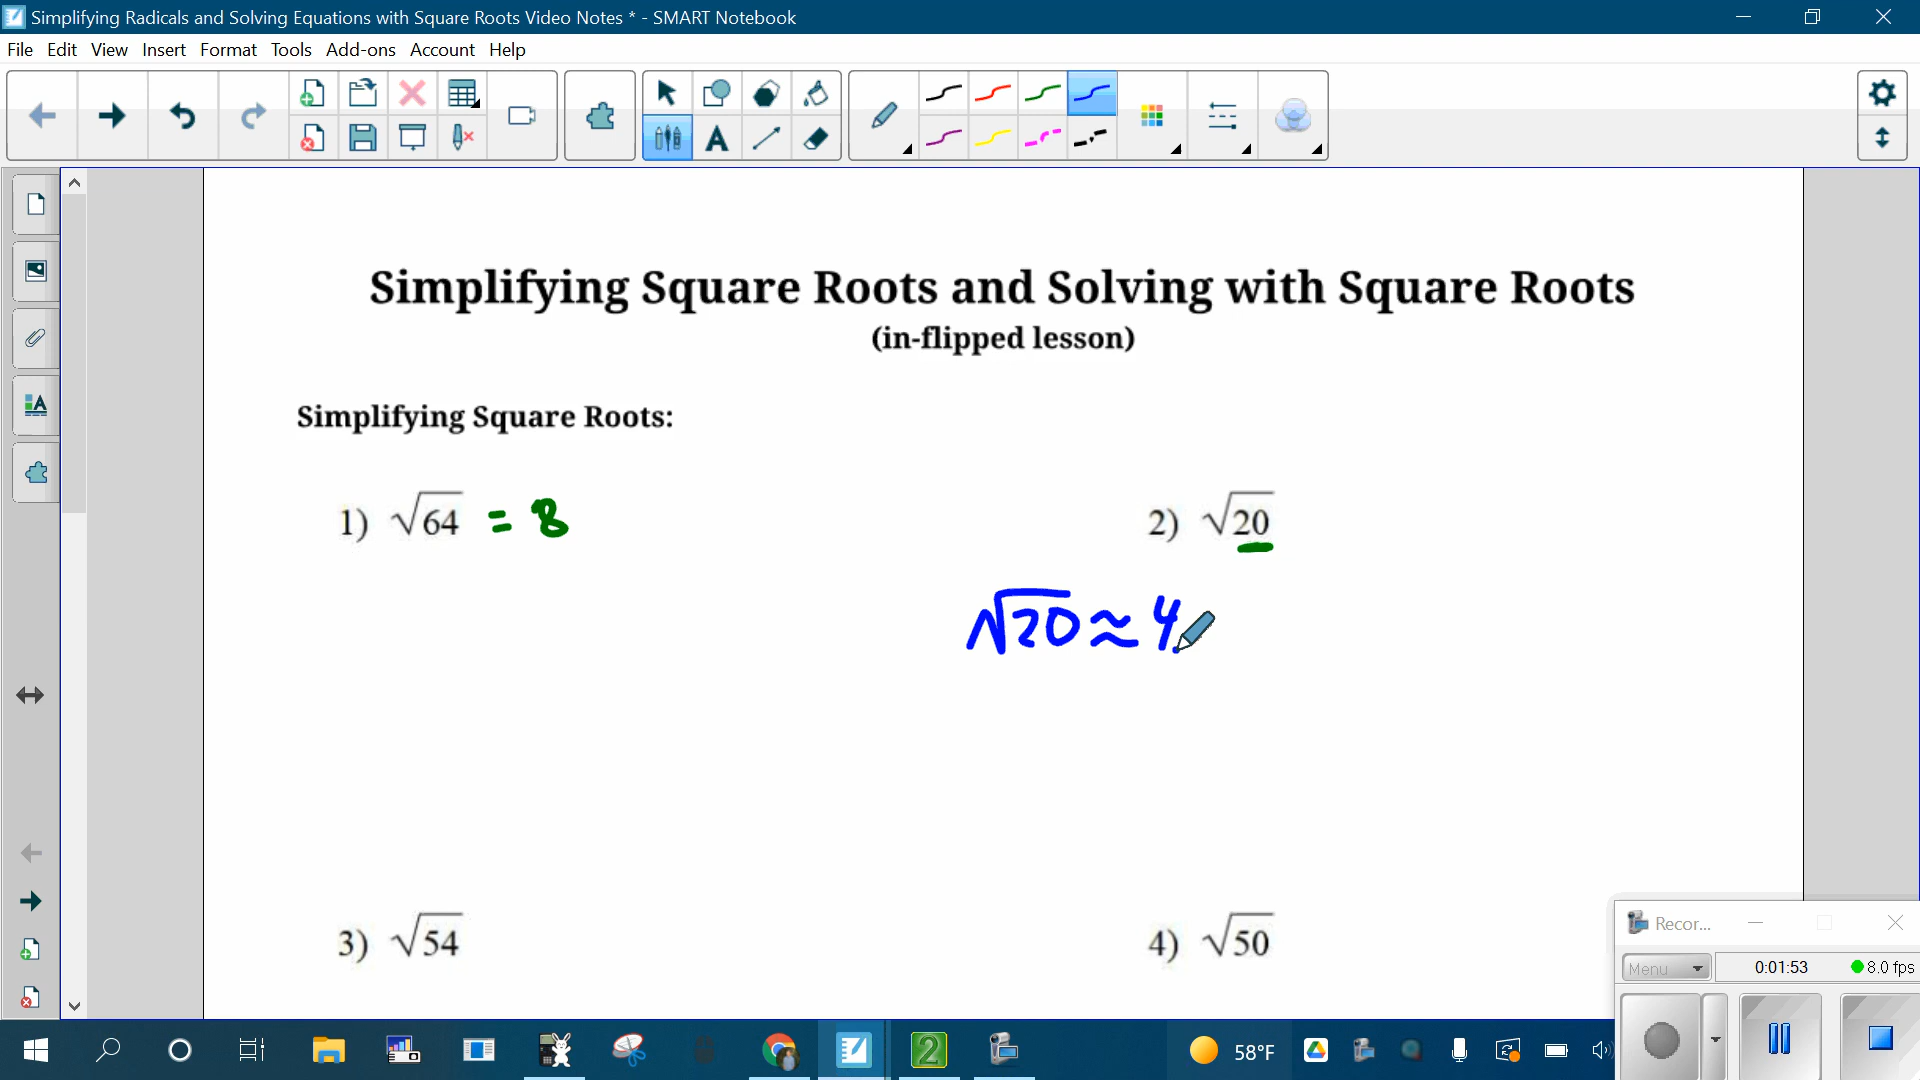 Simplifying Radicals and Solving Equations with Square Roots Video Notes * - SMART Notebook
File Edit View Insert Format Tools Add-ons Account Help
Simplifying Square Roots and Solving with Square Roots
(in-flipped lesson)
Simplifying Square Roots:
1) √64 = 8
2) √20
√20 ≈ 4
3) √54
4) √50
Recor...
Menu
0:01:53
8.0 fps
58°F